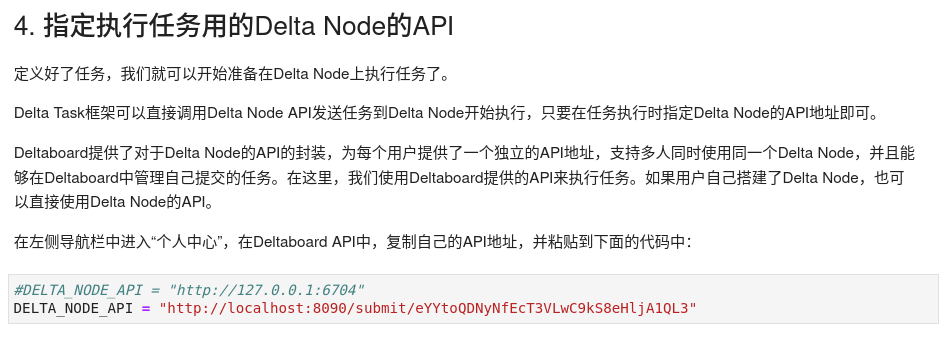 4. 指定执行任务用的Delta Node的API
定义好了任务，我们就可以开始准备在Delta Node上执行任务了。
Delta Task框架可以直接调用Delta Node API发送任务到Delta Node开始执行，只要在任务执行时指定Delta Node的API地址即可。
Deltaboard提供了对于Delta Node的API的封装，为每个用户提供了一个独立的API地址，支持多人同时使用同一个Delta Node，并且能
够在Deltaboard中管理自己提交的任务。在这里，我们使用Deltaboard提供的API来执行任务。如果用户自己搭建了Delta Node，也可
以直接使用Delta Node的API。
在左侧导航栏中进入“个人中心”，在Deltaboard API中，复制自己的API地址，并粘贴到下面的代码中：
#DELTA_NODE_API = "http://127.0.0.1:6704"
DELTA_NODE_API = "http://localhost:8090/submit/eYYtoQDNyNfEcT3VLwC9kS8eHljA1QL3"